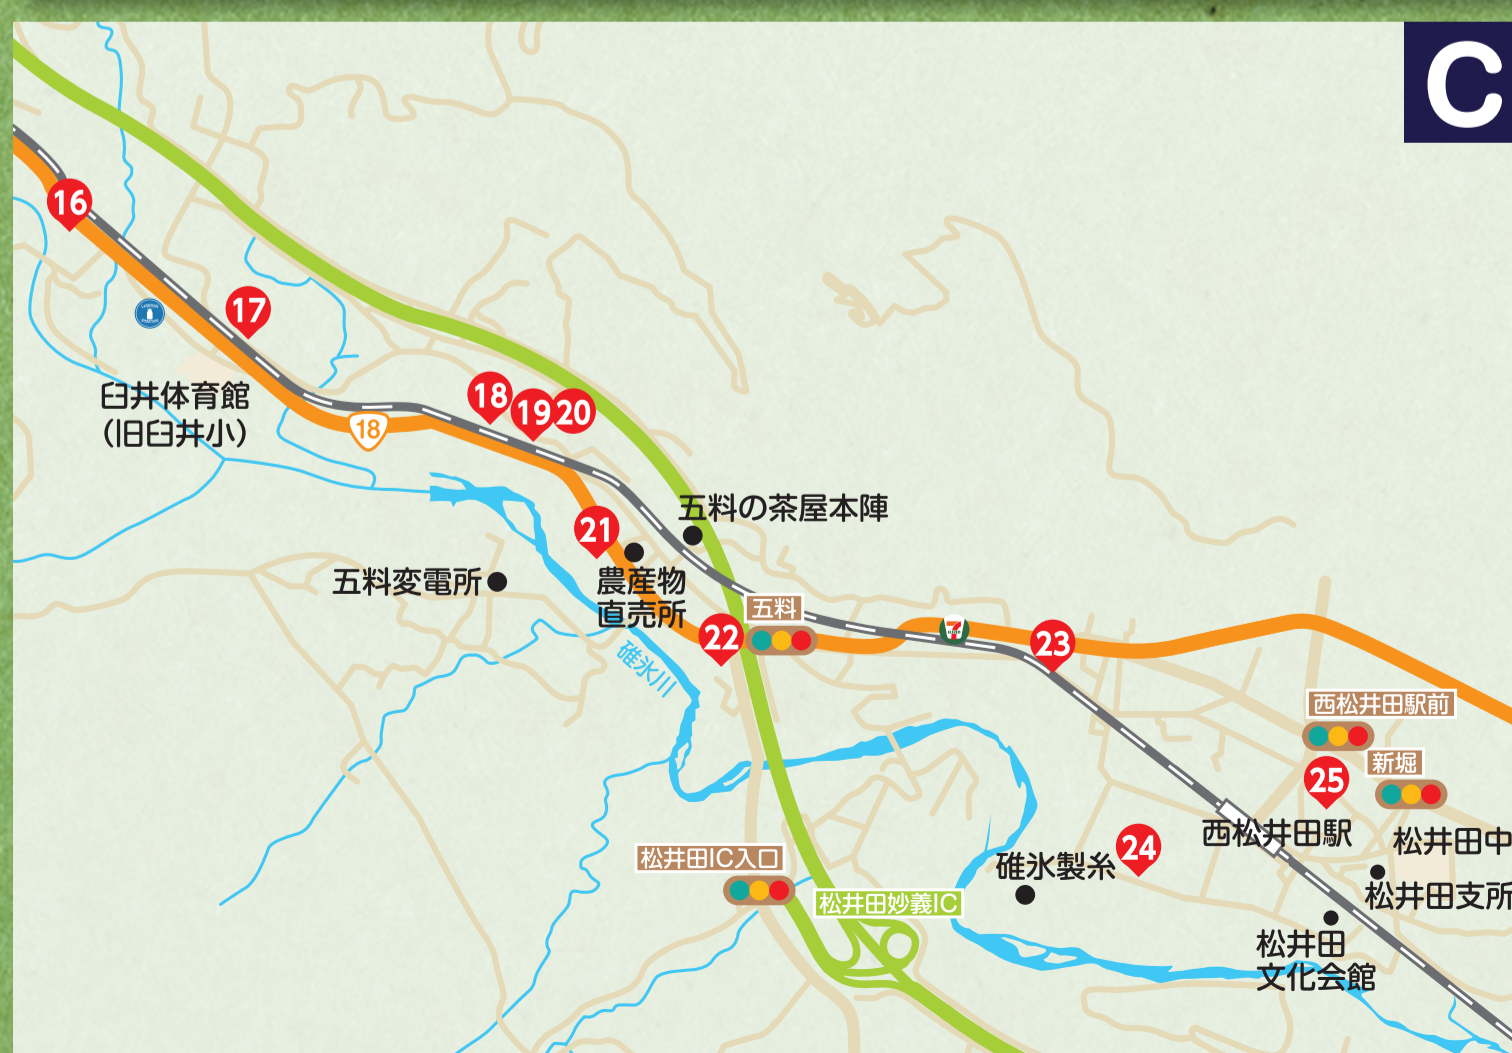 C
16
17
臼井体育館
（旧臼井小）
18
18
19
20
五料の茶屋本陣
21
農産物
直売所
五料変電所
碓氷川
22
五料
7
23
西松井田駅前
新堀
25
西松井田駅
松井田中
松井田支所
松井田
文化会館
24
碓氷製糸
松井田IC入口
松井田妙義IC